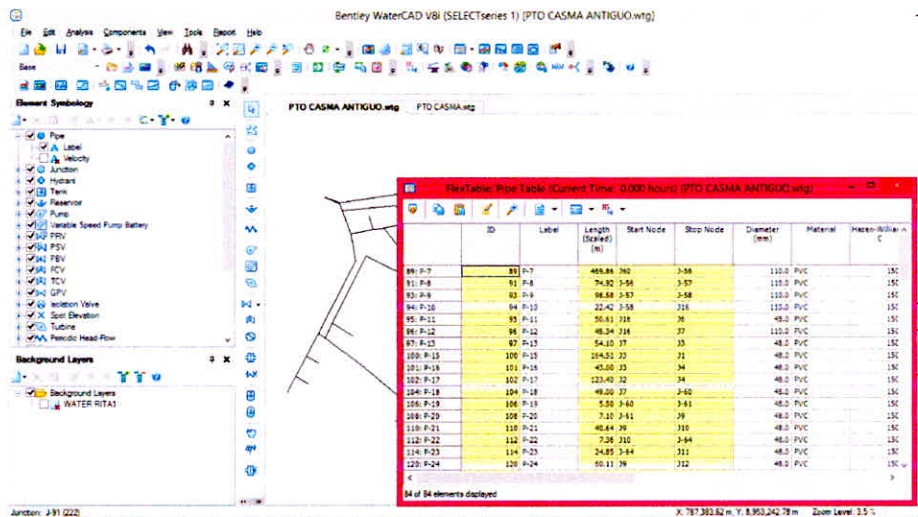 Bentley WaterCAD V8i (SELECTseries 1) [PTO CASMA ANTIGUO.wtg]
File Edit Analysis Components View Tools Report Help
Base
Element Symbology
Pipe
Label
Velocity
Junction
Hydrant
Tank
Reservoir
Pump
Variable Speed Pump Battery
PRV
PSV
PBV
FCV
TCV
GPV
Isolation Valve
Spot Elevation
Turbine
Periodic Head-Flow
Background Layers
Background Layers
WATER RITA1
PTO CASMA ANTIGUO.wtg PTO CASMA.wtg
FlexTable: Pipe Table (Current Time: 0.000 hours) (PTO CASMA ANTIGUO.wtg)
ID Label Length (Scaled) (m) Start Node Stop Node Diameter (mm) Material Hazen-Williar C
89: P-7 89 P-7 469.86 J60 J-56 110.0 PVC 150
91: P-8 91 P-8 74.92 J-56 J-57 110.0 PVC 150
93: P-9 93 P-9 98.58 J-57 J-58 110.0 PVC 150
94: P-10 94 P-10 22.42 J-58 J16 110.0 PVC 150
95: P-11 95 P-11 50.61 J16 J6 48.0 PVC 150
96: P-12 96 P-12 48.34 J16 J7 110.0 PVC 150
97: P-13 97 P-13 54.10 J7 J3 48.0 PVC 150
100: P-15 100 P-15 164.51 J3 J1 48.0 PVC 150
101: P-16 101 P-16 43.00 J3 J4 48.0 PVC 150
102: P-17 102 P-17 123.40 J2 J4 48.0 PVC 150
104: P-18 104 P-18 49.00 J7 J-60 48.0 PVC 150
106: P-19 106 P-19 5.50 J-60 J-61 48.0 PVC 150
108: P-20 108 P-20 7.10 J-61 J9 48.0 PVC 150
110: P-21 110 P-21 40.64 J9 J10 48.0 PVC 150
112: P-22 112 P-22 7.36 J10 J-64 48.0 PVC 150
114: P-23 114 P-23 24.85 J-64 J11 48.0 PVC 150
120: P-24 120 P-24 60.11 J9 J12 48.0 PVC 150
84 of 84 elements displayed
Junction: J-91 (222)
X: 787,383.62 m, Y: 8,953,242.78 m Zoom Level: 3.5 %